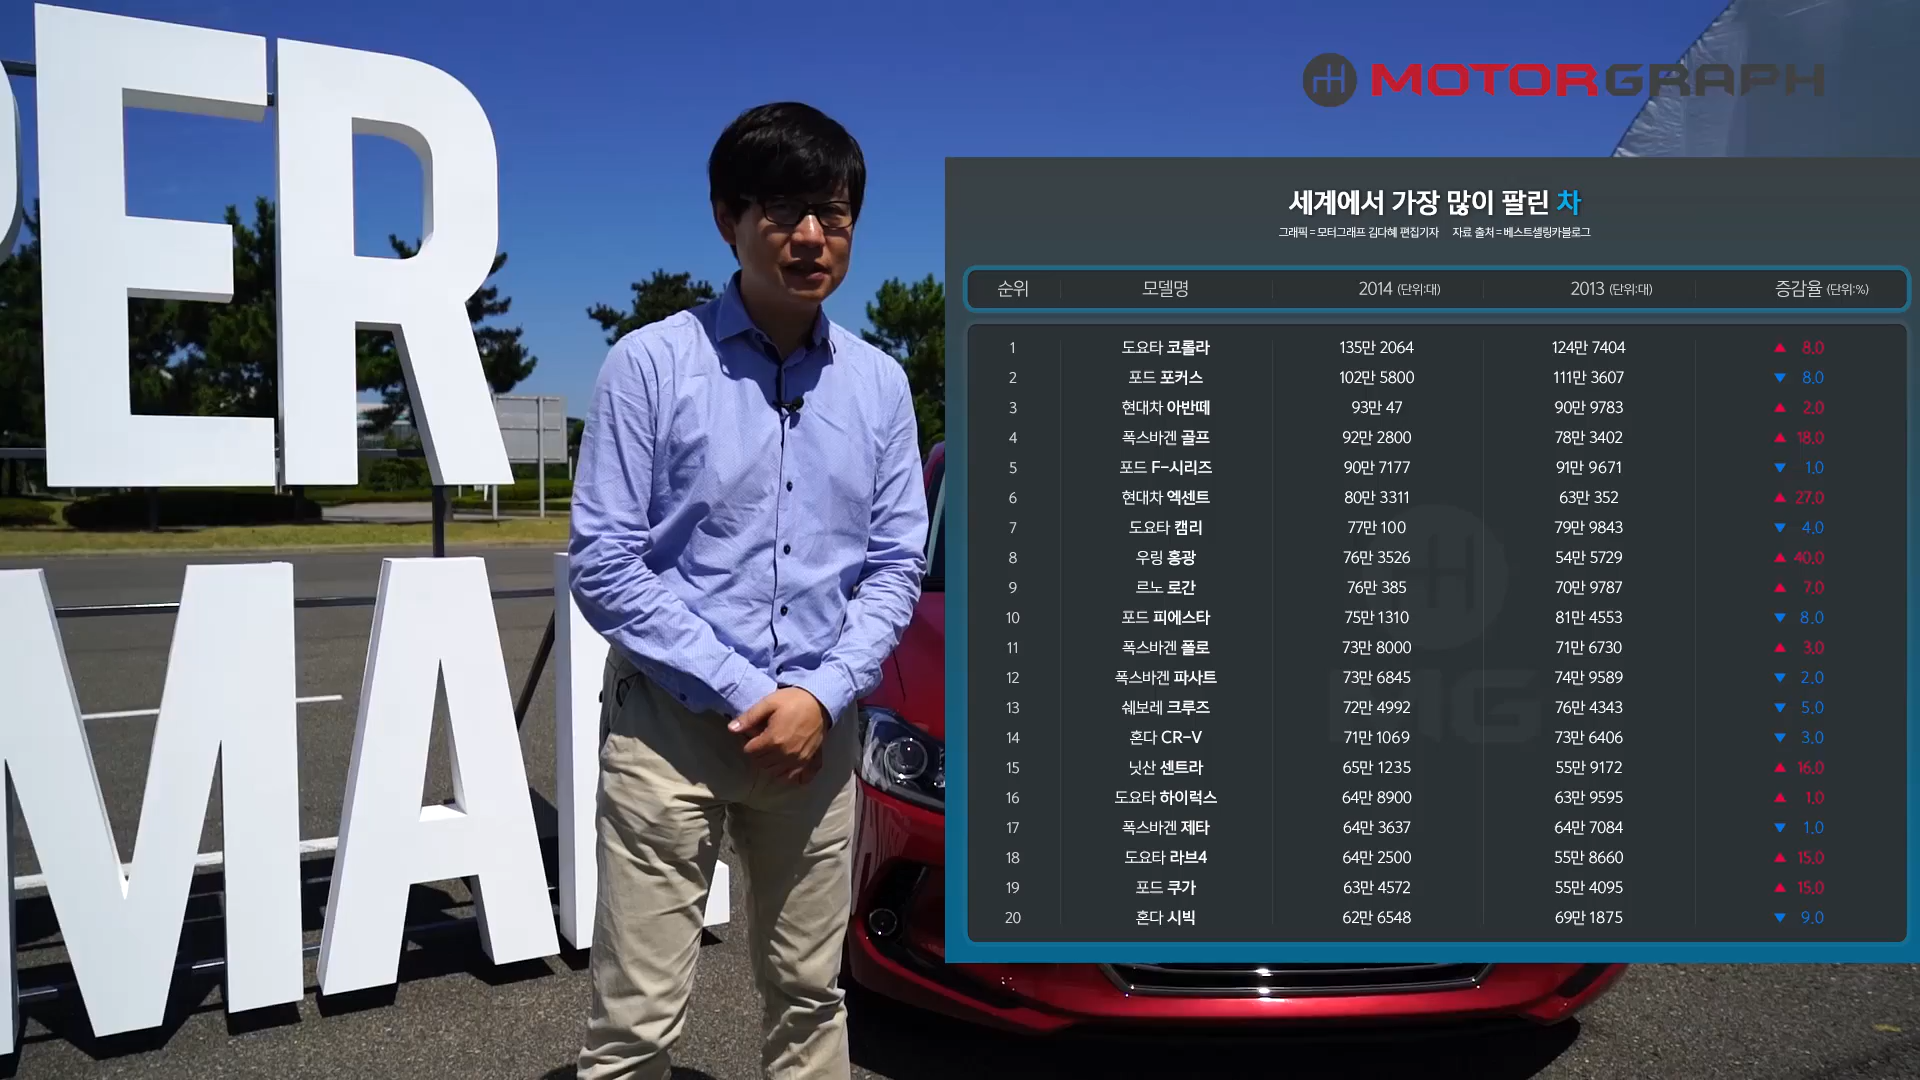 ER
MA
MOTORGRAPH
세계에서 가장 많이 팔린 차
그래픽 = 모터그래프 김다혜 편집기자 자료 출처 = 베스트셀링카블로그
순위 모델명 2014 (단위:대) 2013 (단위:대) 증감율 (단위:%)
1 도요타 코롤라 135만 2064 124만 7404 ▲ 8.0
2 포드 포커스 102만 5800 111만 3607 ▼ 8.0
3 현대차 아반떼 93만 47 90만 9783 ▲ 2.0
4 폭스바겐 골프 92만 2800 78만 3402 ▲ 18.0
5 포드 F-시리즈 90만 7177 91만 9671 ▼ 1.0
6 현대차 엑센트 80만 3311 63만 352 ▲ 27.0
7 도요타 캠리 77만 100 79만 9843 ▼ 4.0
8 우링 홍광 76만 3526 54만 5729 ▲ 40.0
9 르노 로간 76만 385 70만 9787 ▲ 7.0
10 포드 피에스타 75만 1310 81만 4553 ▼ 8.0
11 폭스바겐 폴로 73만 8000 71만 6730 ▲ 3.0
12 폭스바겐 파사트 73만 6845 74만 9589 ▼ 2.0
13 쉐보레 크루즈 72만 4992 76만 4343 ▼ 5.0
14 혼다 CR-V 71만 1069 73만 6406 ▼ 3.0
15 닛산 센트라 65만 1235 55만 9172 ▲ 16.0
16 도요타 하이럭스 64만 8900 63만 9595 ▲ 1.0
17 폭스바겐 제타 64만 3637 64만 7084 ▼ 1.0
18 도요타 라브4 64만 2500 55만 8660 ▲ 15.0
19 포드 쿠가 63만 4572 55만 4095 ▲ 15.0
20 혼다 시빅 62만 6548 69만 1875 ▼ 9.0
MG